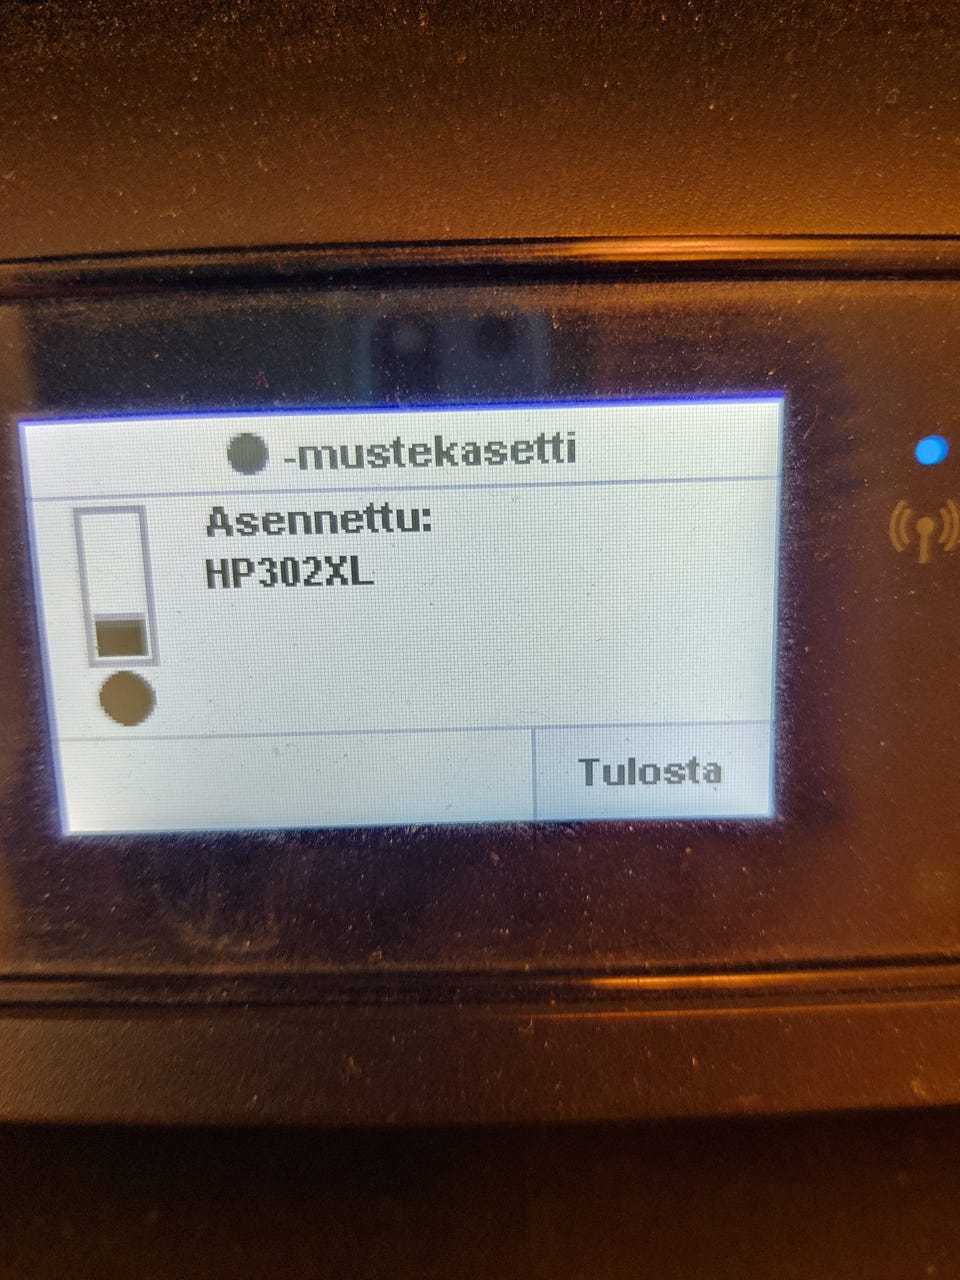 -mustekasetti
Asennettu:
HP302XL
Tulosta